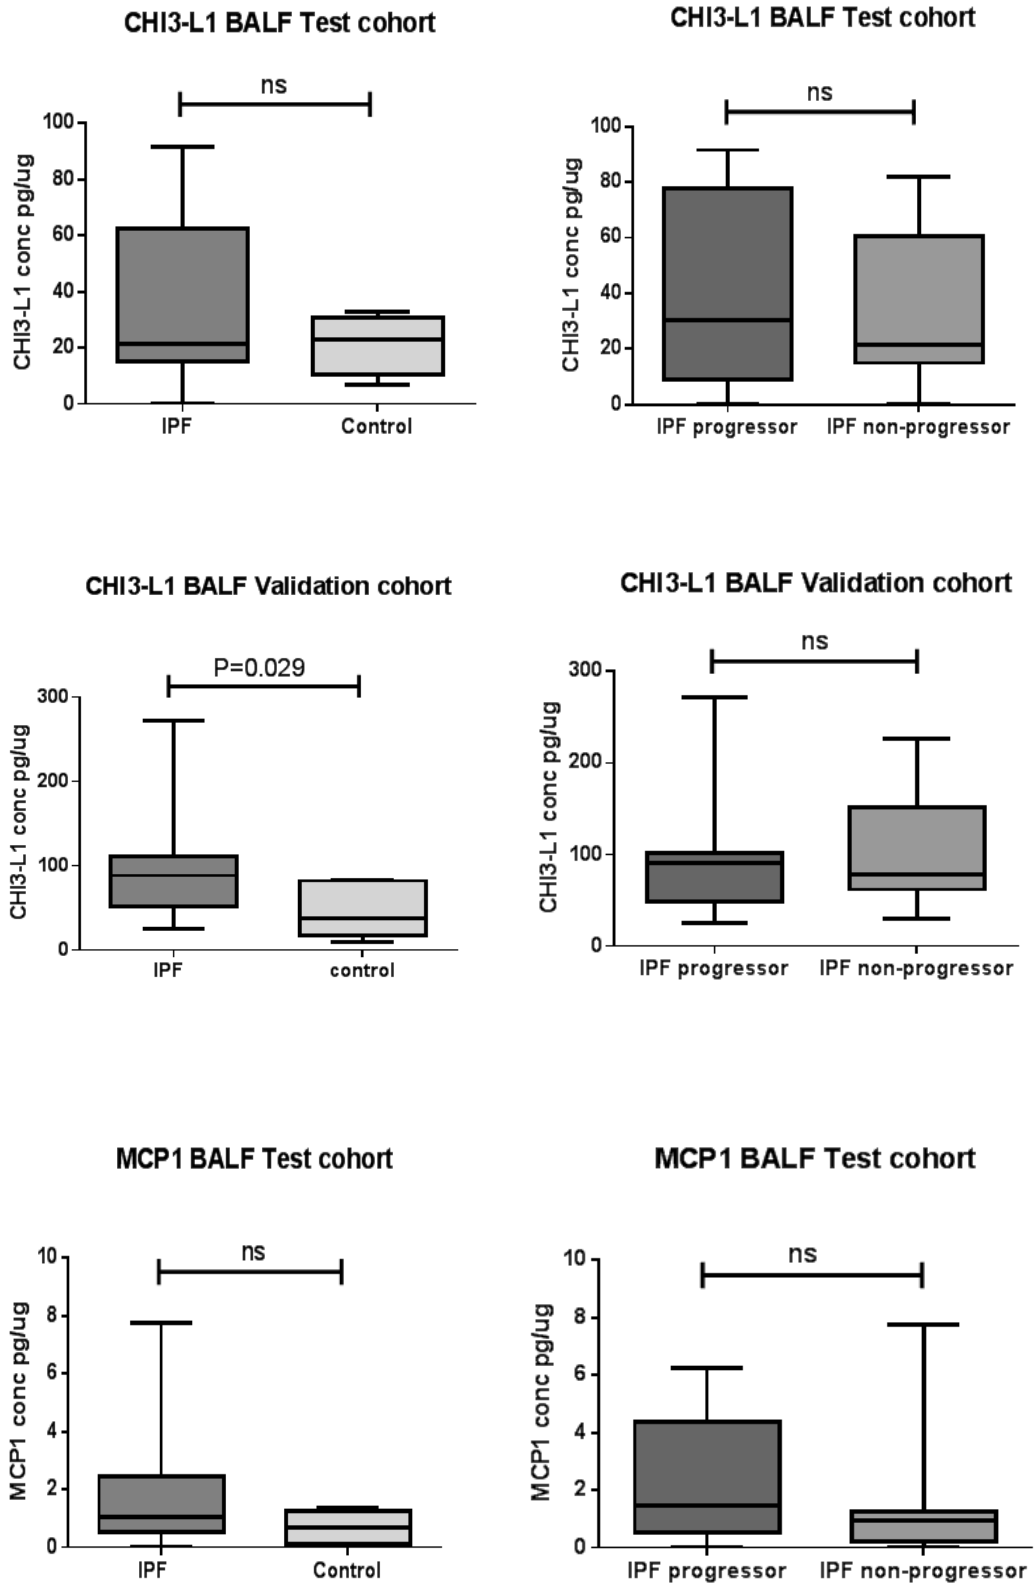 CHI3-L1 BALF Test cohort
ns
CHI3-L1 conc pg/ug
100
80
60
40
20
0
IPF
Control
CHI3-L1 BALF Test cohort
ns
CHI3-L1 conc pg/ug
100
80
60
40
20
0
IPF progressor
IPF non-progressor
CHI3-L1 BALF Validation cohort
P=0.029
CHI3-L1 conc pg/ug
300
200
100
0
IPF
control
CHI3-L1 BALF Validation cohort
ns
CHI3-L1 conc pg/ug
300
200
100
0
IPF progressor
IPF non-progressor
MCP1 BALF Test cohort
ns
MCP1 conc pg/ug
10
8
6
4
2
0
IPF
Control
MCP1 BALF Test cohort
ns
MCP1 conc pg/ug
10
8
6
4
2
0
IPF progressor
IPF non-progressor